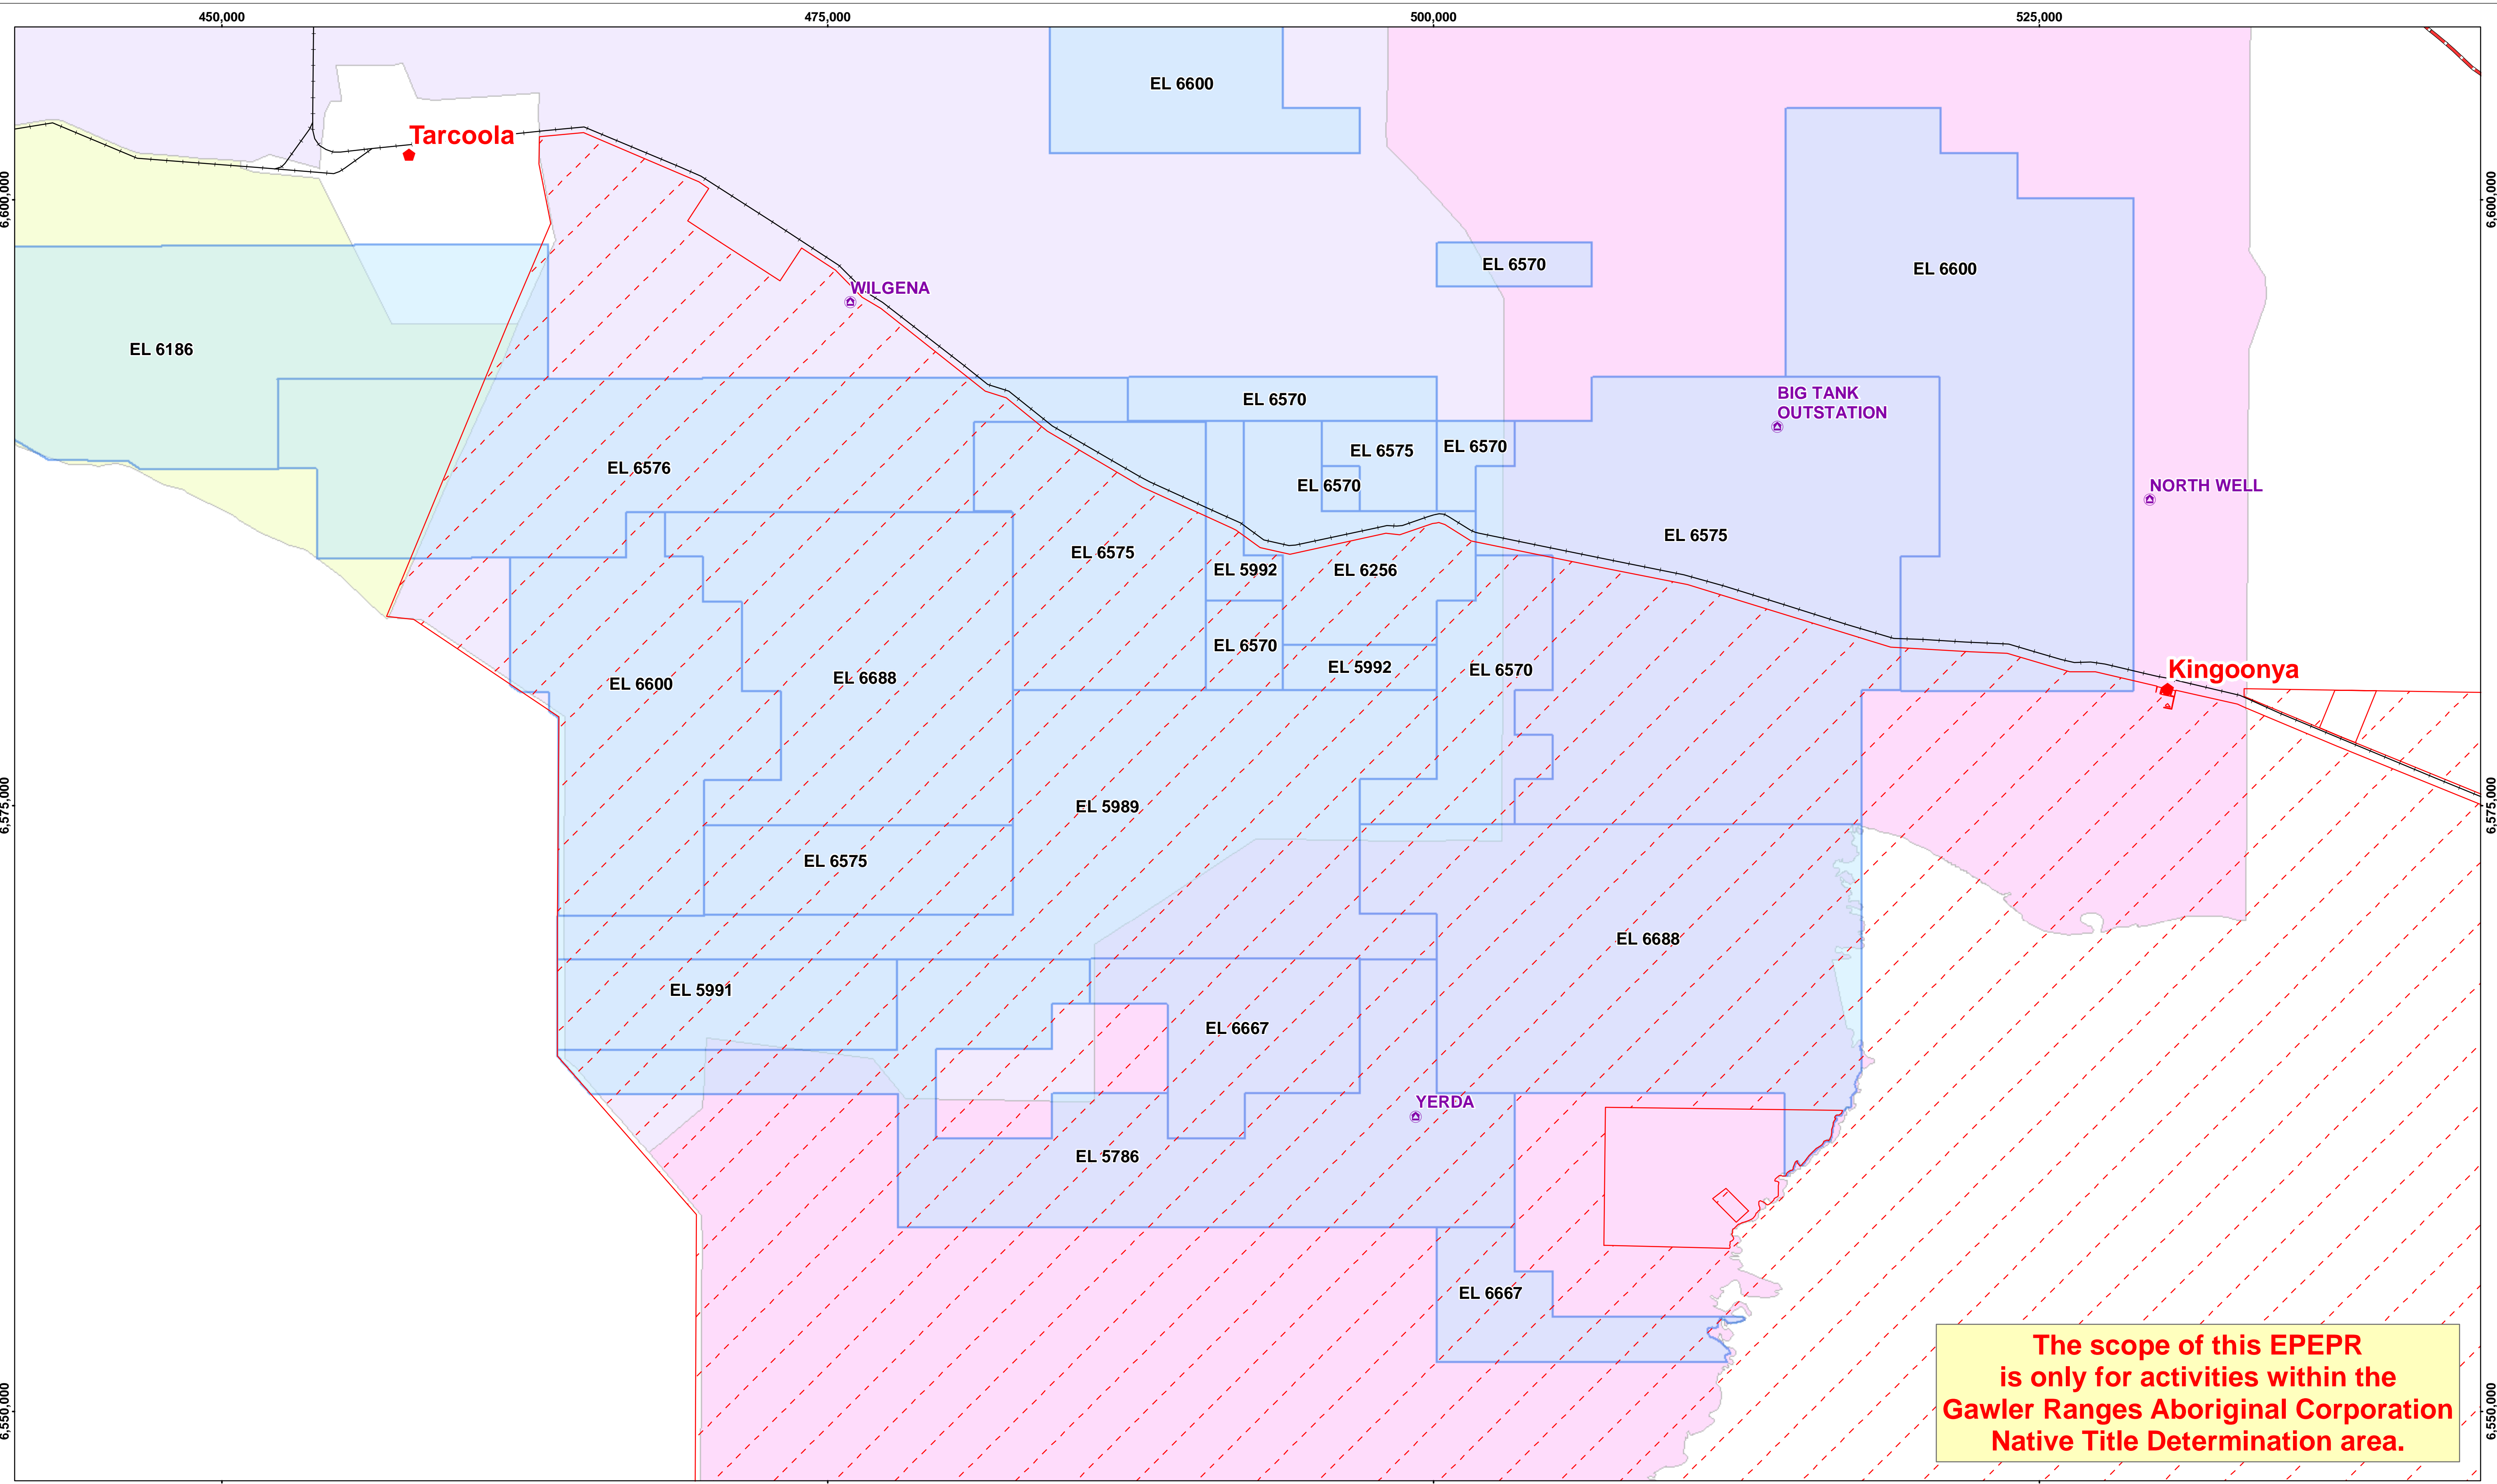 450,000
475,000
500,000
525,000
6,600,000
6,600,000
EL 6600
Tarcoola
EL 6570
EL 6600
WILGENA
EL 6186
BIG TANK
OUTSTATION
EL 6570
EL 6575
EL 6570
EL 6576
EL 6570
NORTH WELL
EL 6575
EL 6575
EL 5992
EL 6256
EL 6570
EL 5992
EL 6570
Kingoonya
EL 6600
EL 6688
6,575,000
6,575,000
EL 5989
EL 6575
EL 6688
EL 5991
EL 6667
YERDA
EL 5786
EL 6667
6,550,000
6,550,000
The scope of this EPEPR
is only for activities within the
Gawler Ranges Aboriginal Corporation
Native Title Determination area.